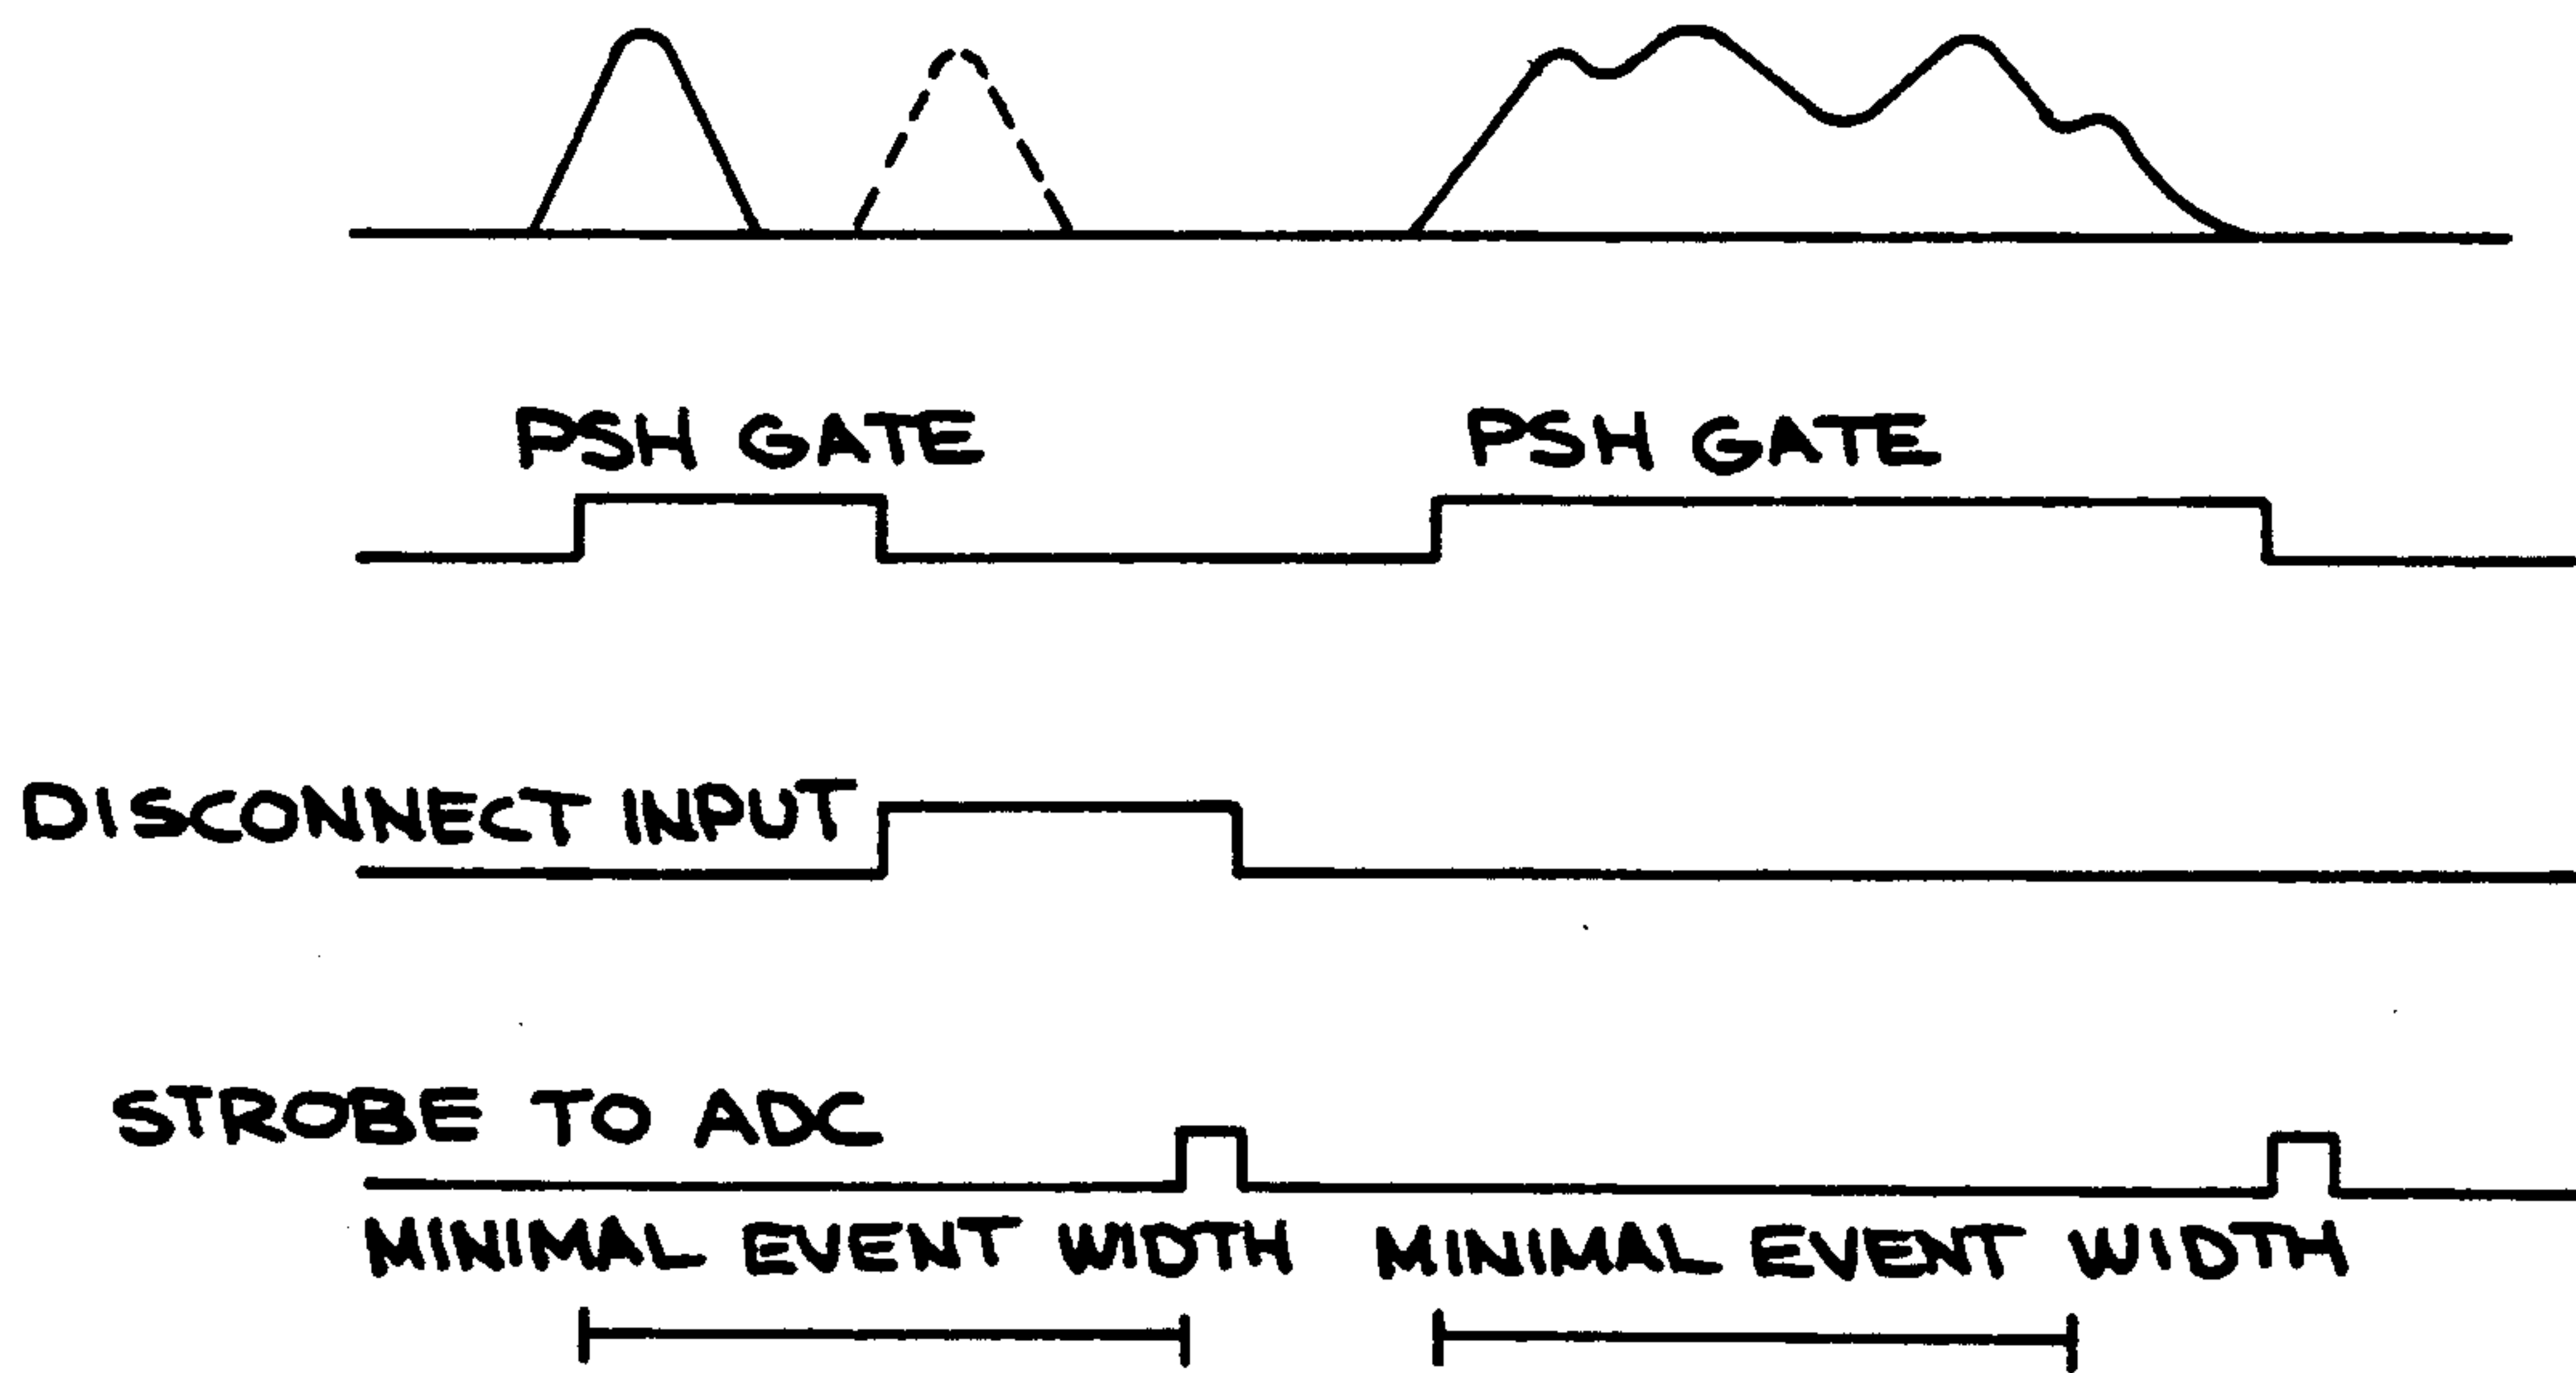 PSH GATE PSH GATE
DISCONNECT INPUT
STROBE TO ADC
MINIMAL EVENT WIDTH MINIMAL EVENT WIDTH